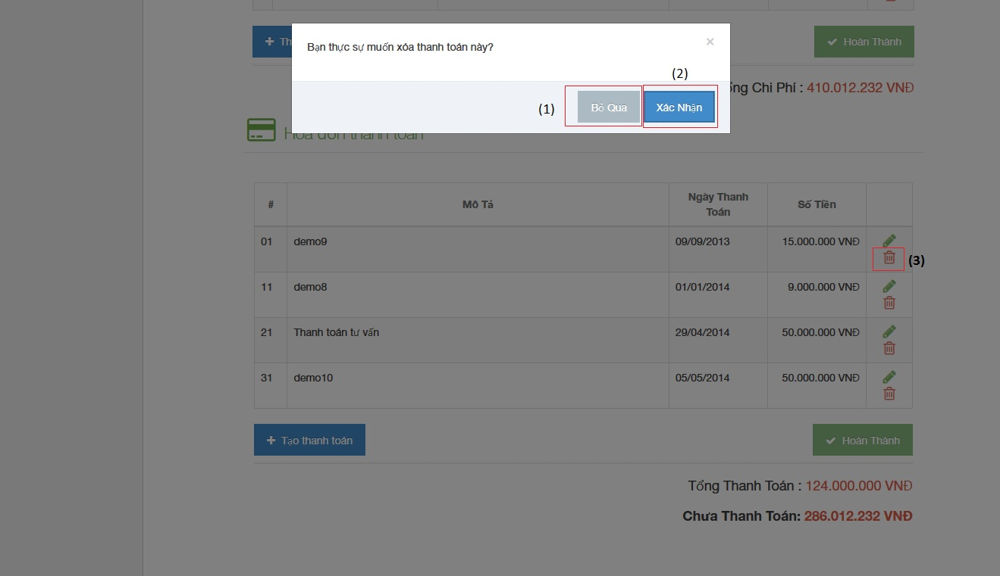 Bạn thực sự muốn xóa thanh toán này?
×
Hoàn Thành
(2)
Chi Phí : 410.012.232 VNĐ
(1)
Bỏ Qua
Xác Nhận
Hóa đơn thanh toán
# Mô Tả Ngày Thanh Toán Số Tiền
01 demo9 09/09/2013 15.000.000 VNĐ
(3)
11 demo8 01/01/2014 9.000.000 VNĐ
21 Thanh toán tư vấn 29/04/2014 50.000.000 VNĐ
31 demo10 05/05/2014 50.000.000 VNĐ
Tạo thanh toán
Hoàn Thành
Tổng Thanh Toán : 124.000.000 VNĐ
Chưa Thanh Toán: 286.012.232 VNĐ